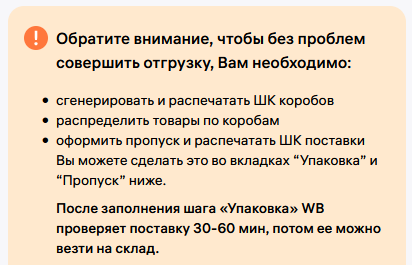 Обратите внимание, чтобы без проблем
совершить отгрузку, Вам необходимо:
• сгенерировать и распечатать ШК коробов
• распределить товары по коробам
• оформить пропуск и распечатать ШК поставки
Вы можете сделать это во вкладках “Упаковка” и
“Пропуск” ниже.
После заполнения шага «Упаковка» WB
проверяет поставку 30-60 мин, потом ее можно
везти на склад.